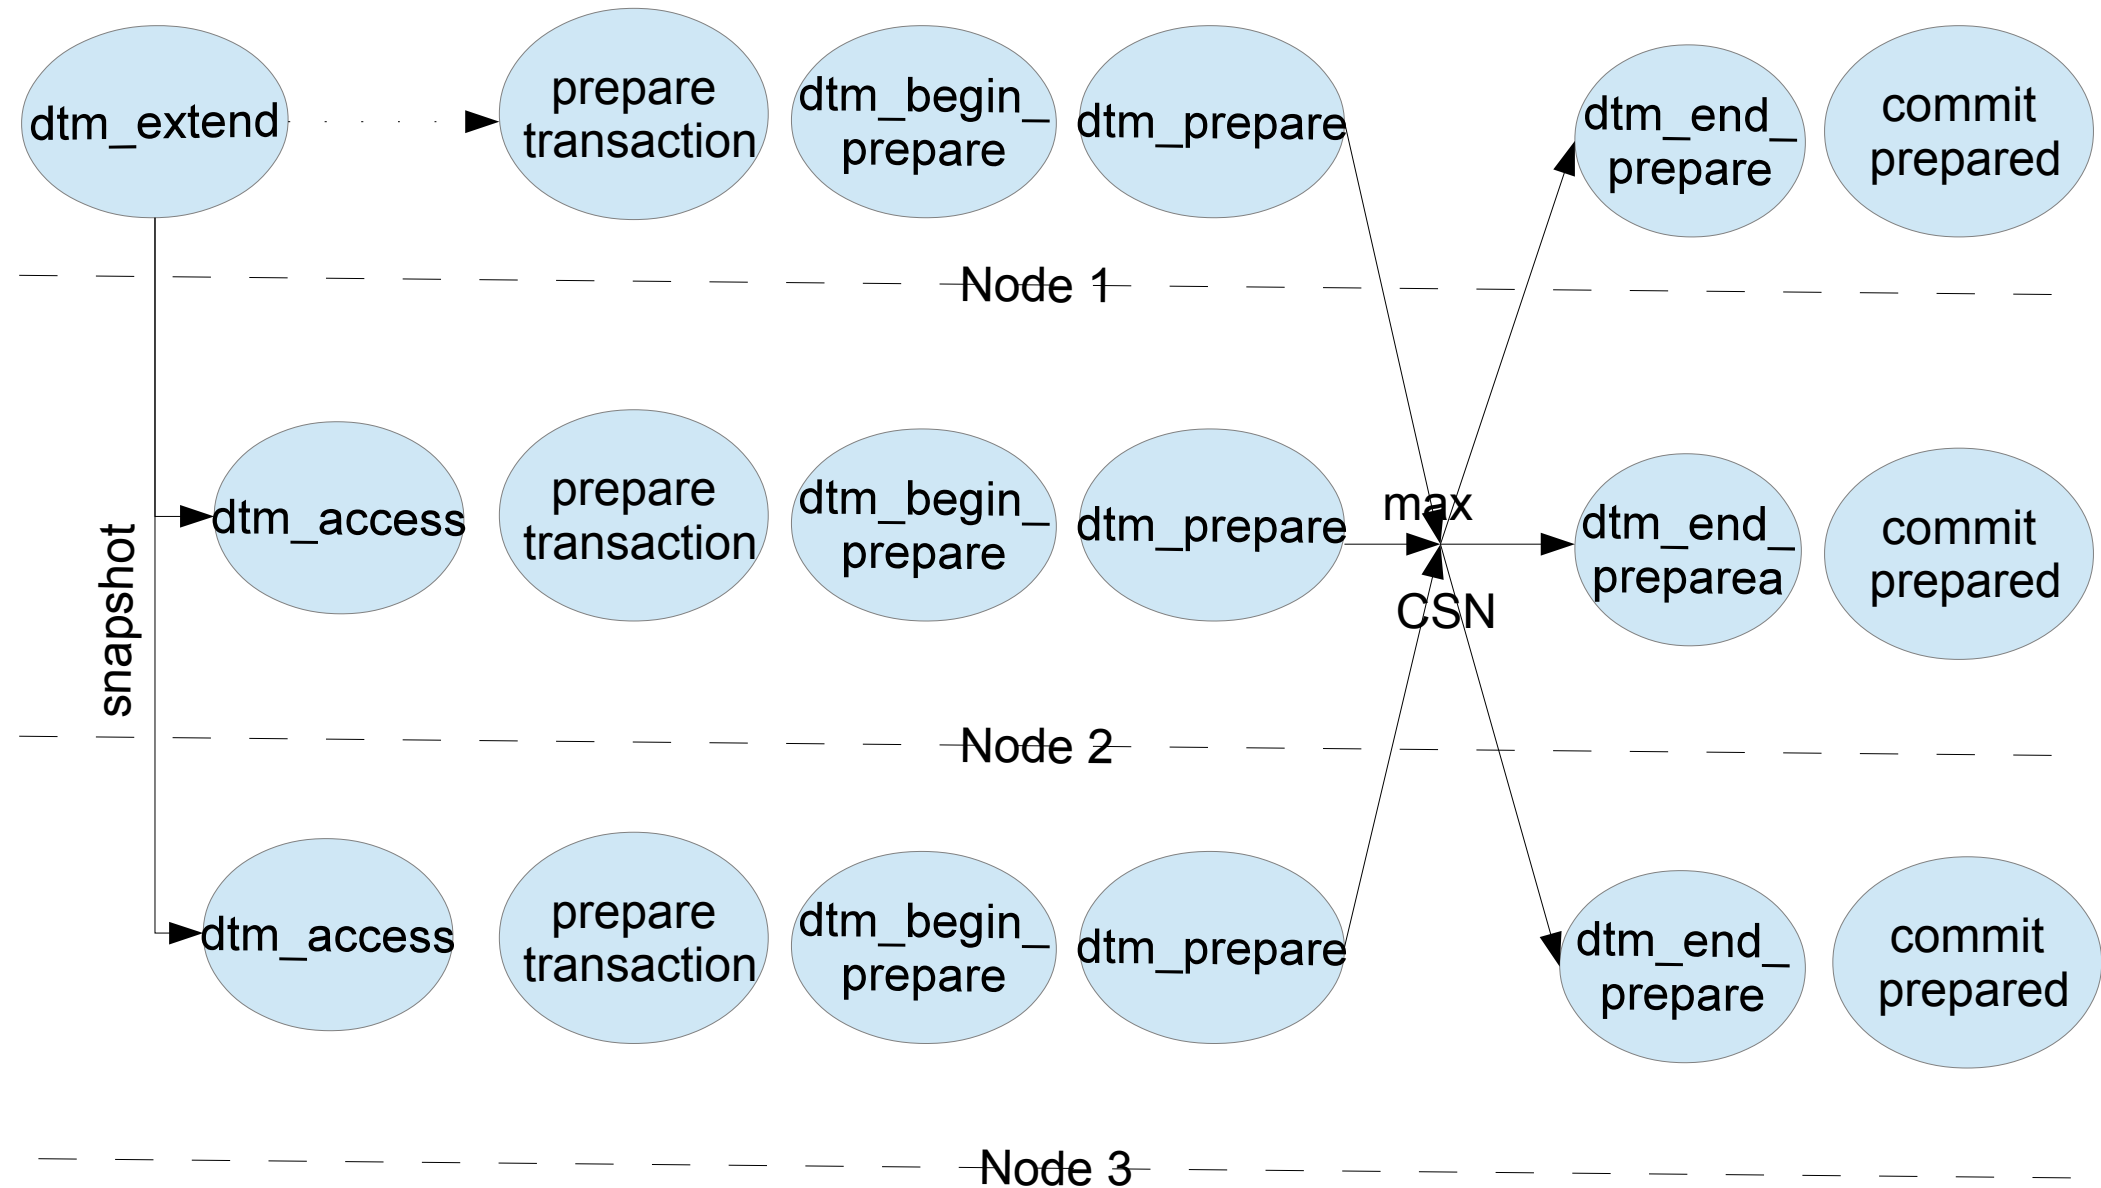 dtm_extend
prepare
transaction
dtm_begin_
prepare
dtm_prepare
dtm_end_
prepare
commit
prepared
Node 1
snapshot
dtm_access
prepare
transaction
dtm_begin_
prepare
dtm_prepare
max
CSN
dtm_end_
preparea
commit
prepared
Node 2
dtm_access
prepare
transaction
dtm_begin_
prepare
dtm_prepare
dtm_end_
prepare
commit
prepared
Node 3